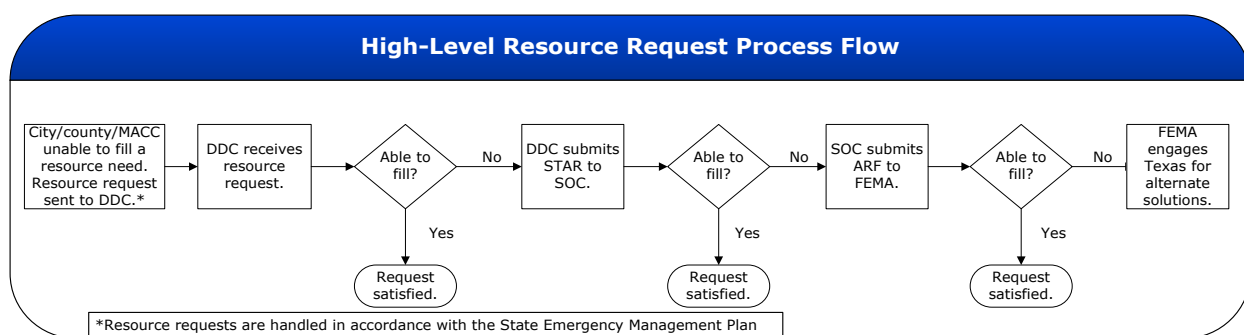 High-Level Resource Request Process Flow
City/county/MACC
unable to fill a
resource need.
Resource request
sent to DDC.*
DDC receives
resource
request.
Able to
fill?
No
Yes
Request
satisfied.
DDC submits
STAR to
SOC.
Able to
fill?
No
Yes
Request
satisfied.
SOC submits
ARF to
FEMA.
Able to
fill?
No
Yes
Request
satisfied.
FEMA
engages
Texas for
alternate
solutions.
*Resource requests are handled in accordance with the State Emergency Management Plan